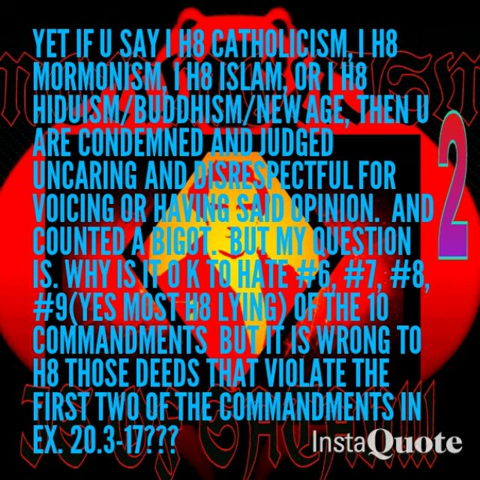 YET IF U SAY I H8 CATHOLICISM, I H8
MORMONISM, I H8 ISLAM, OR I H8
HIDUISM/BUDDHISM/NEW AGE, THEN U
ARE CONDEMNED AND JUDGED
UNCARING AND DISRESPECTFUL FOR
VOICING OR HAVING SAID OPINION. AND
COUNTED A BIGOT. BUT MY QUESTION
IS. WHY IS IT O K TO HATE #6, #7, #8,
#9(YES MOST H8 LYING) OF THE 10
COMMANDMENTS BUT IT IS WRONG TO
H8 THOSE DEEDS THAT VIOLATE THE
FIRST TWO OF THE COMMANDMENTS IN
EX. 20.3-17???
2
InstaQuote